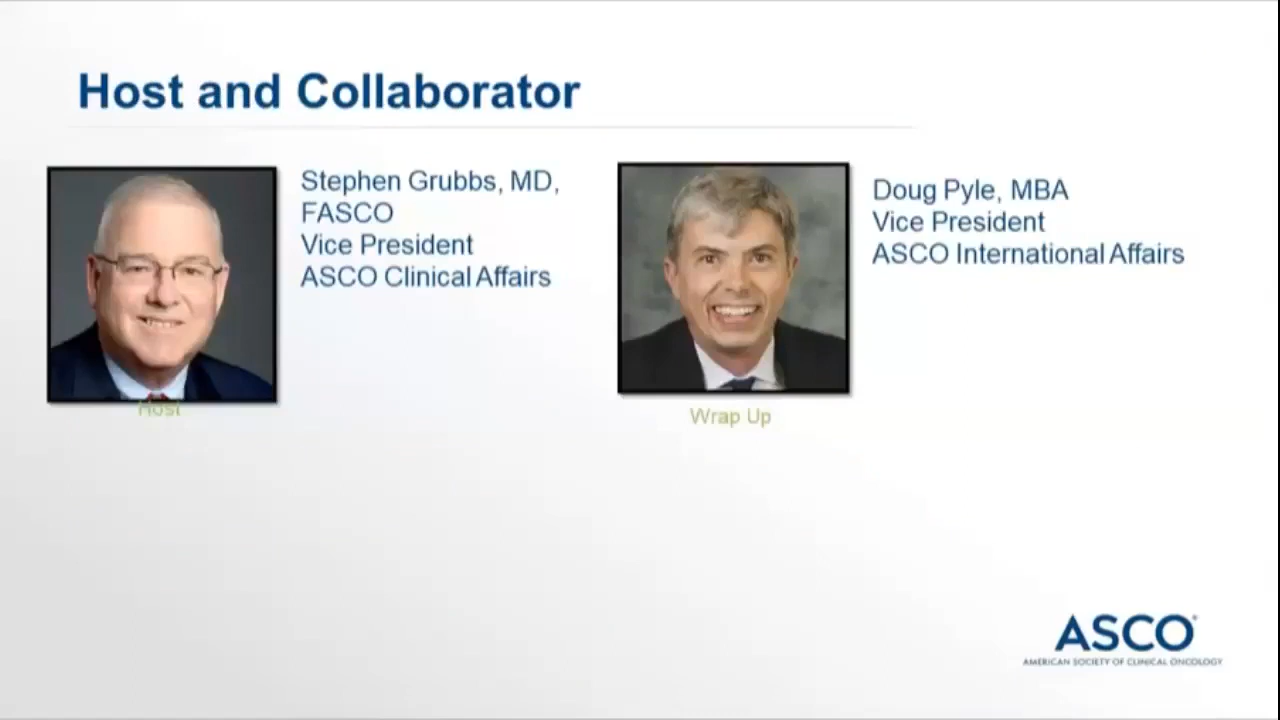 Host and Collaborator
Stephen Grubbs, MD,
FASCO
Vice President
ASCO Clinical Affairs
Host
Doug Pyle, MBA
Vice President
ASCO International Affairs
Wrap Up
ASCO®
AMERICAN SOCIETY OF CLINICAL ONCOLOGY